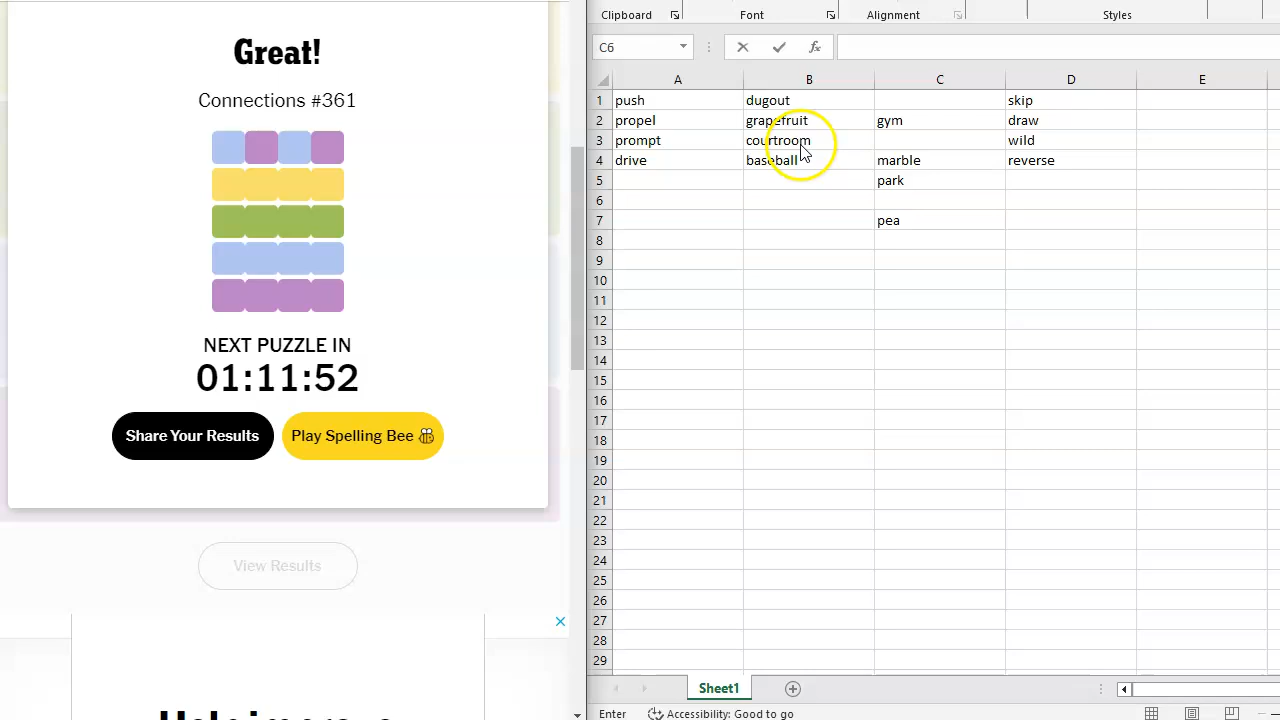 Great!
Connections #361
NEXT PUZZLE IN
01:11:52
Share Your Results
Play Spelling Bee
View Results
Clipboard
Font
Alignment
Styles
C6
fx
A B C D E
1 push dugout skip
2 propel grapefruit gym draw
3 prompt courtroom wild
4 drive baseball marble reverse
5 park
6
7 pea
8
9
10
11
12
13
14
15
16
17
18
19
20
21
22
23
24
25
26
27
28
29
Sheet1
Enter
Accessibility: Good to go